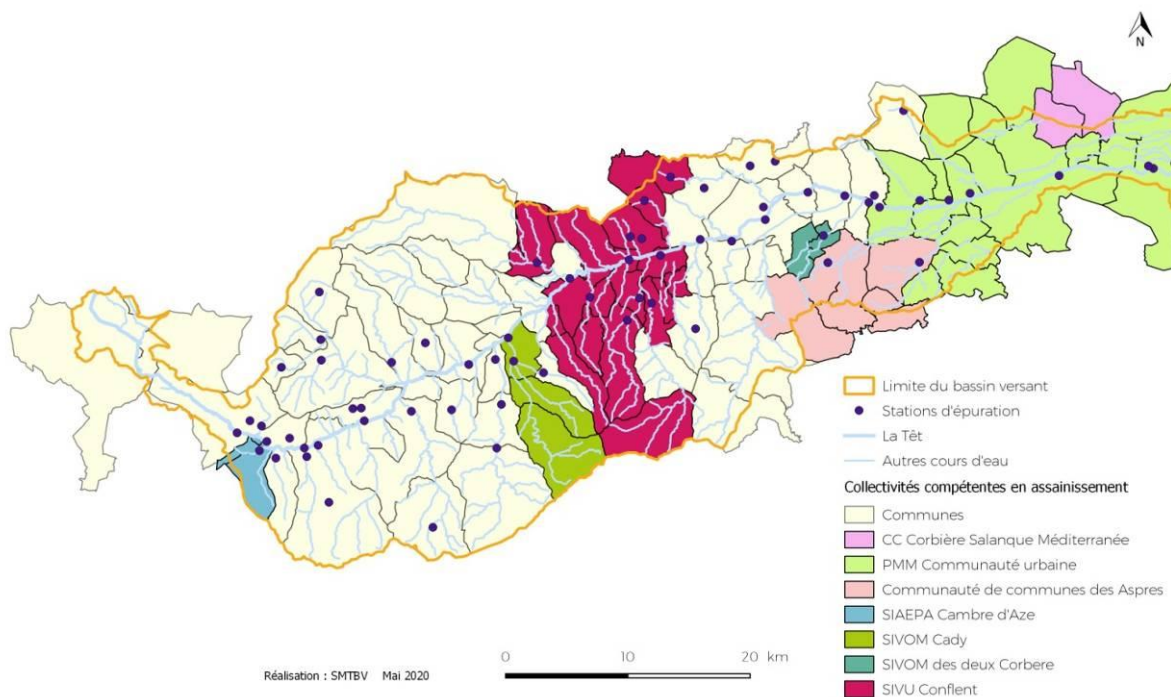 N
Limite du bassin versant
Stations d'épuration
La Têt
Autres cours d'eau
Collectivités compétentes en assainissement
Communes
CC Corbière Salanque Méditerranée
PMM Communauté urbaine
Communauté de communes des Aspres
SIAEPA Cambre d'Aze
SIVOM Cady
SIVOM des deux Corbere
SIVU Conflent
0 10 20 km
Réalisation : SMTBV Mai 2020